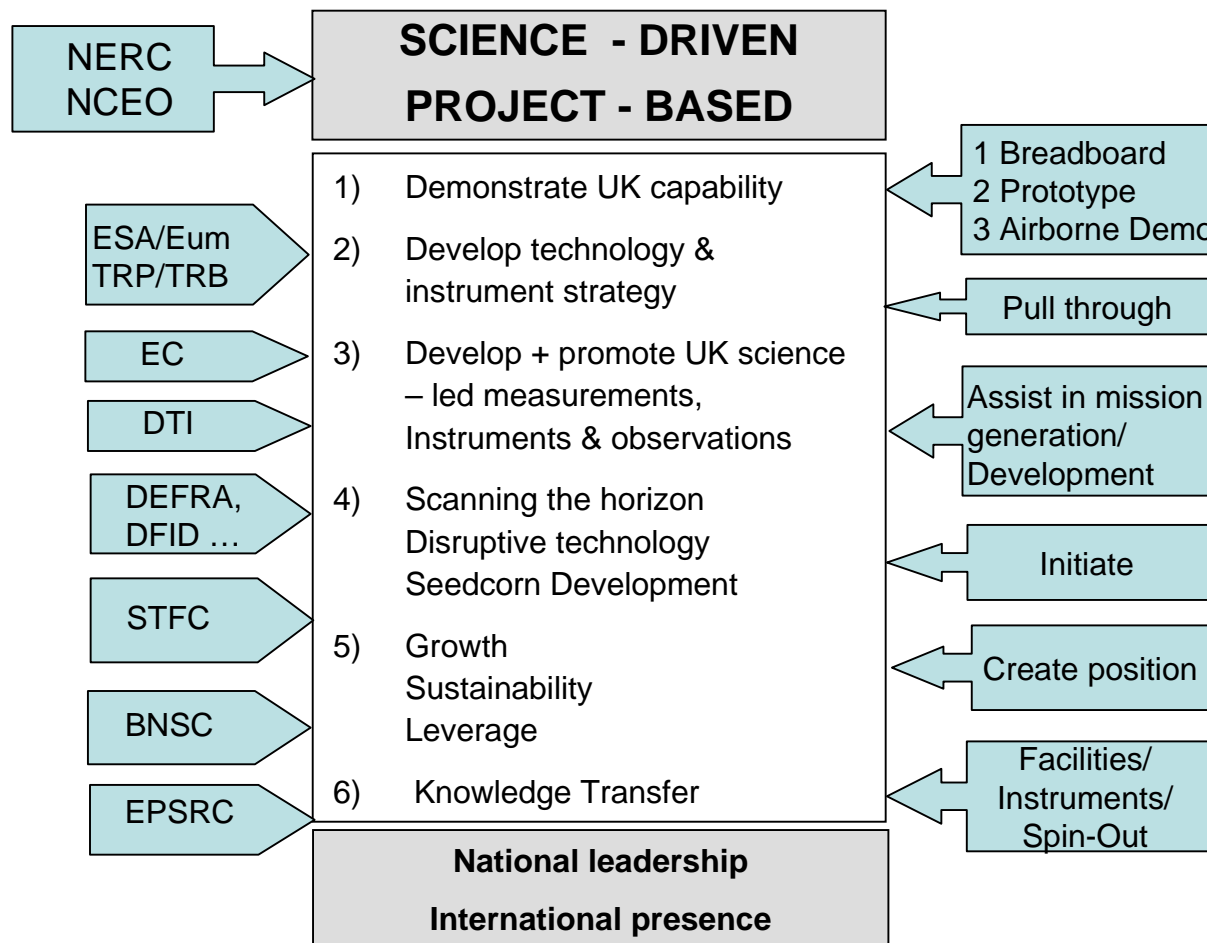 NERC
NCEO
SCIENCE - DRIVEN
PROJECT - BASED
ESA/Eum
TRP/TRB
EC
DTI
DEFRA,
DFID …
STFC
BNSC
EPSRC
1) Demonstrate UK capability
2) Develop technology &
instrument strategy
3) Develop + promote UK science
– led measurements,
Instruments & observations
4) Scanning the horizon
Disruptive technology
Seedcorn Development
5) Growth
Sustainability
Leverage
6) Knowledge Transfer
1 Breadboard
2 Prototype
3 Airborne Demo
Pull through
Assist in mission
generation/
Development
Initiate
Create position
Facilities/
Instruments/
Spin-Out
National leadership
International presence